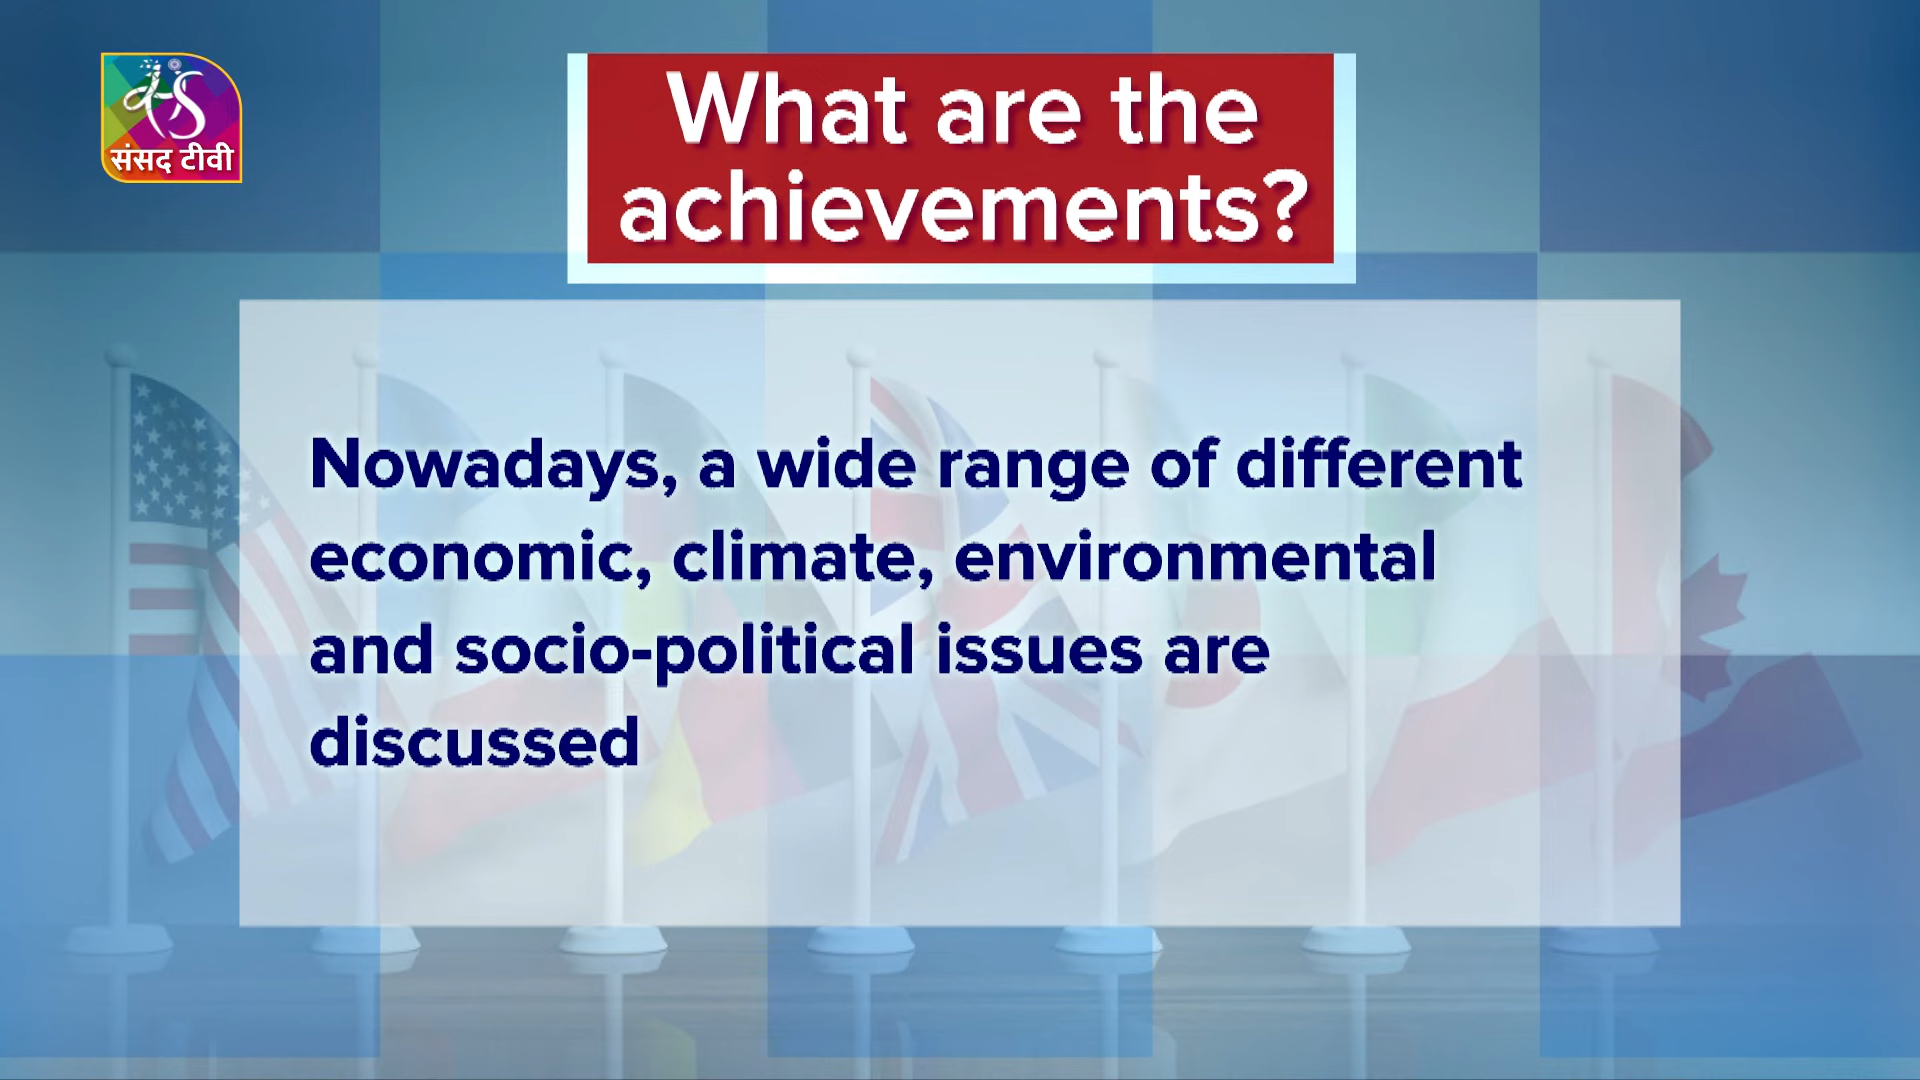 संसद टीवी
What are the
achievements?
Nowadays, a wide range of different
economic, climate, environmental
and socio-political issues are
discussed